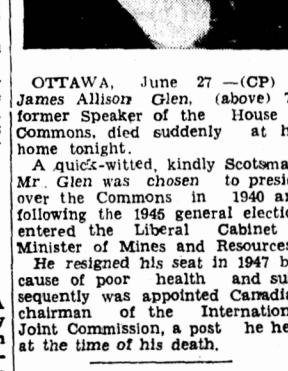 OTTAWA, June 27 —(CP)
James Allison Glen, (above) 7
former Speaker of the House
Commons, died suddenly at h
home tonight.
A quick-witted, kindly Scotsma
Mr. Glen was chosen to presi
over the Commons in 1940 a
following the 1945 general electi
entered the Liberal Cabinet
Minister of Mines and Resources
He resigned his seat in 1947 b
cause of poor health and su
sequently was appointed Canadia
chairman of the Internation
Joint Commission, a post he he
at the time of his death.